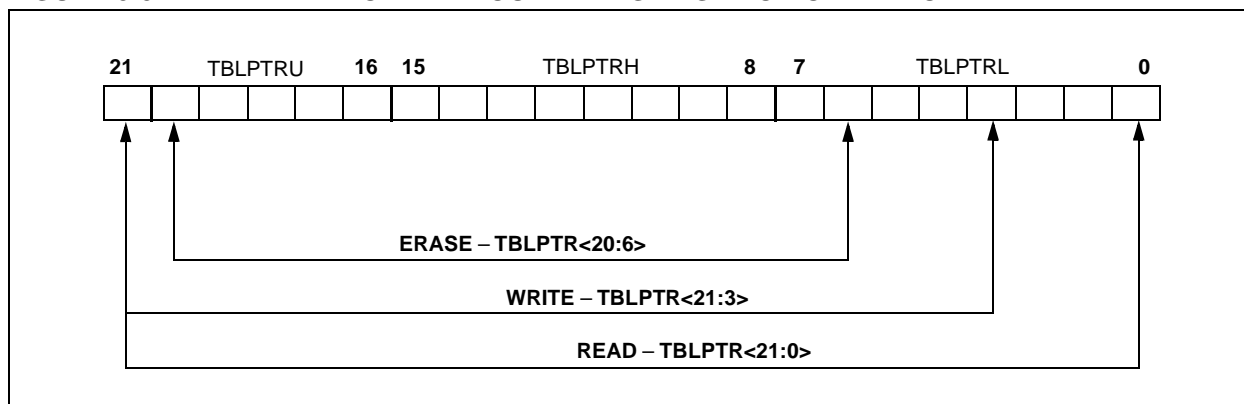 21 TBLPTRU 16 15 TBLPTRH 8 7 TBLPTRL 0
ERASE – TBLPTR<20:6>
WRITE – TBLPTR<21:3>
READ – TBLPTR<21:0>